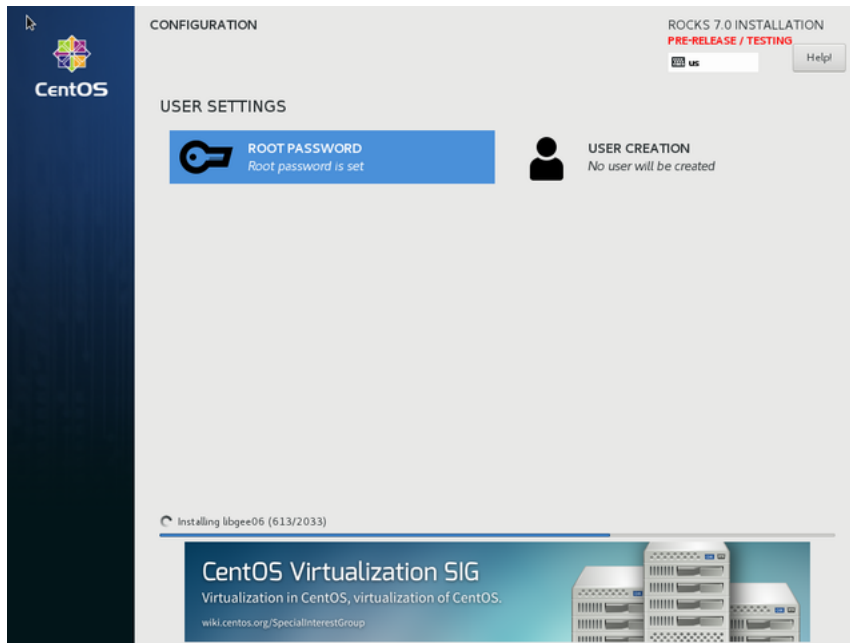 CentOS
CONFIGURATION
ROCKS 7.0 INSTALLATION
PRE-RELEASE / TESTING
us
Help!
USER SETTINGS
ROOT PASSWORD
Root password is set
USER CREATION
No user will be created
Installing libgee06 (613/2033)
CentOS Virtualization SIG
Virtualization in CentOS, virtualization of CentOS.
wiki.centos.org/SpecialInterestGroup